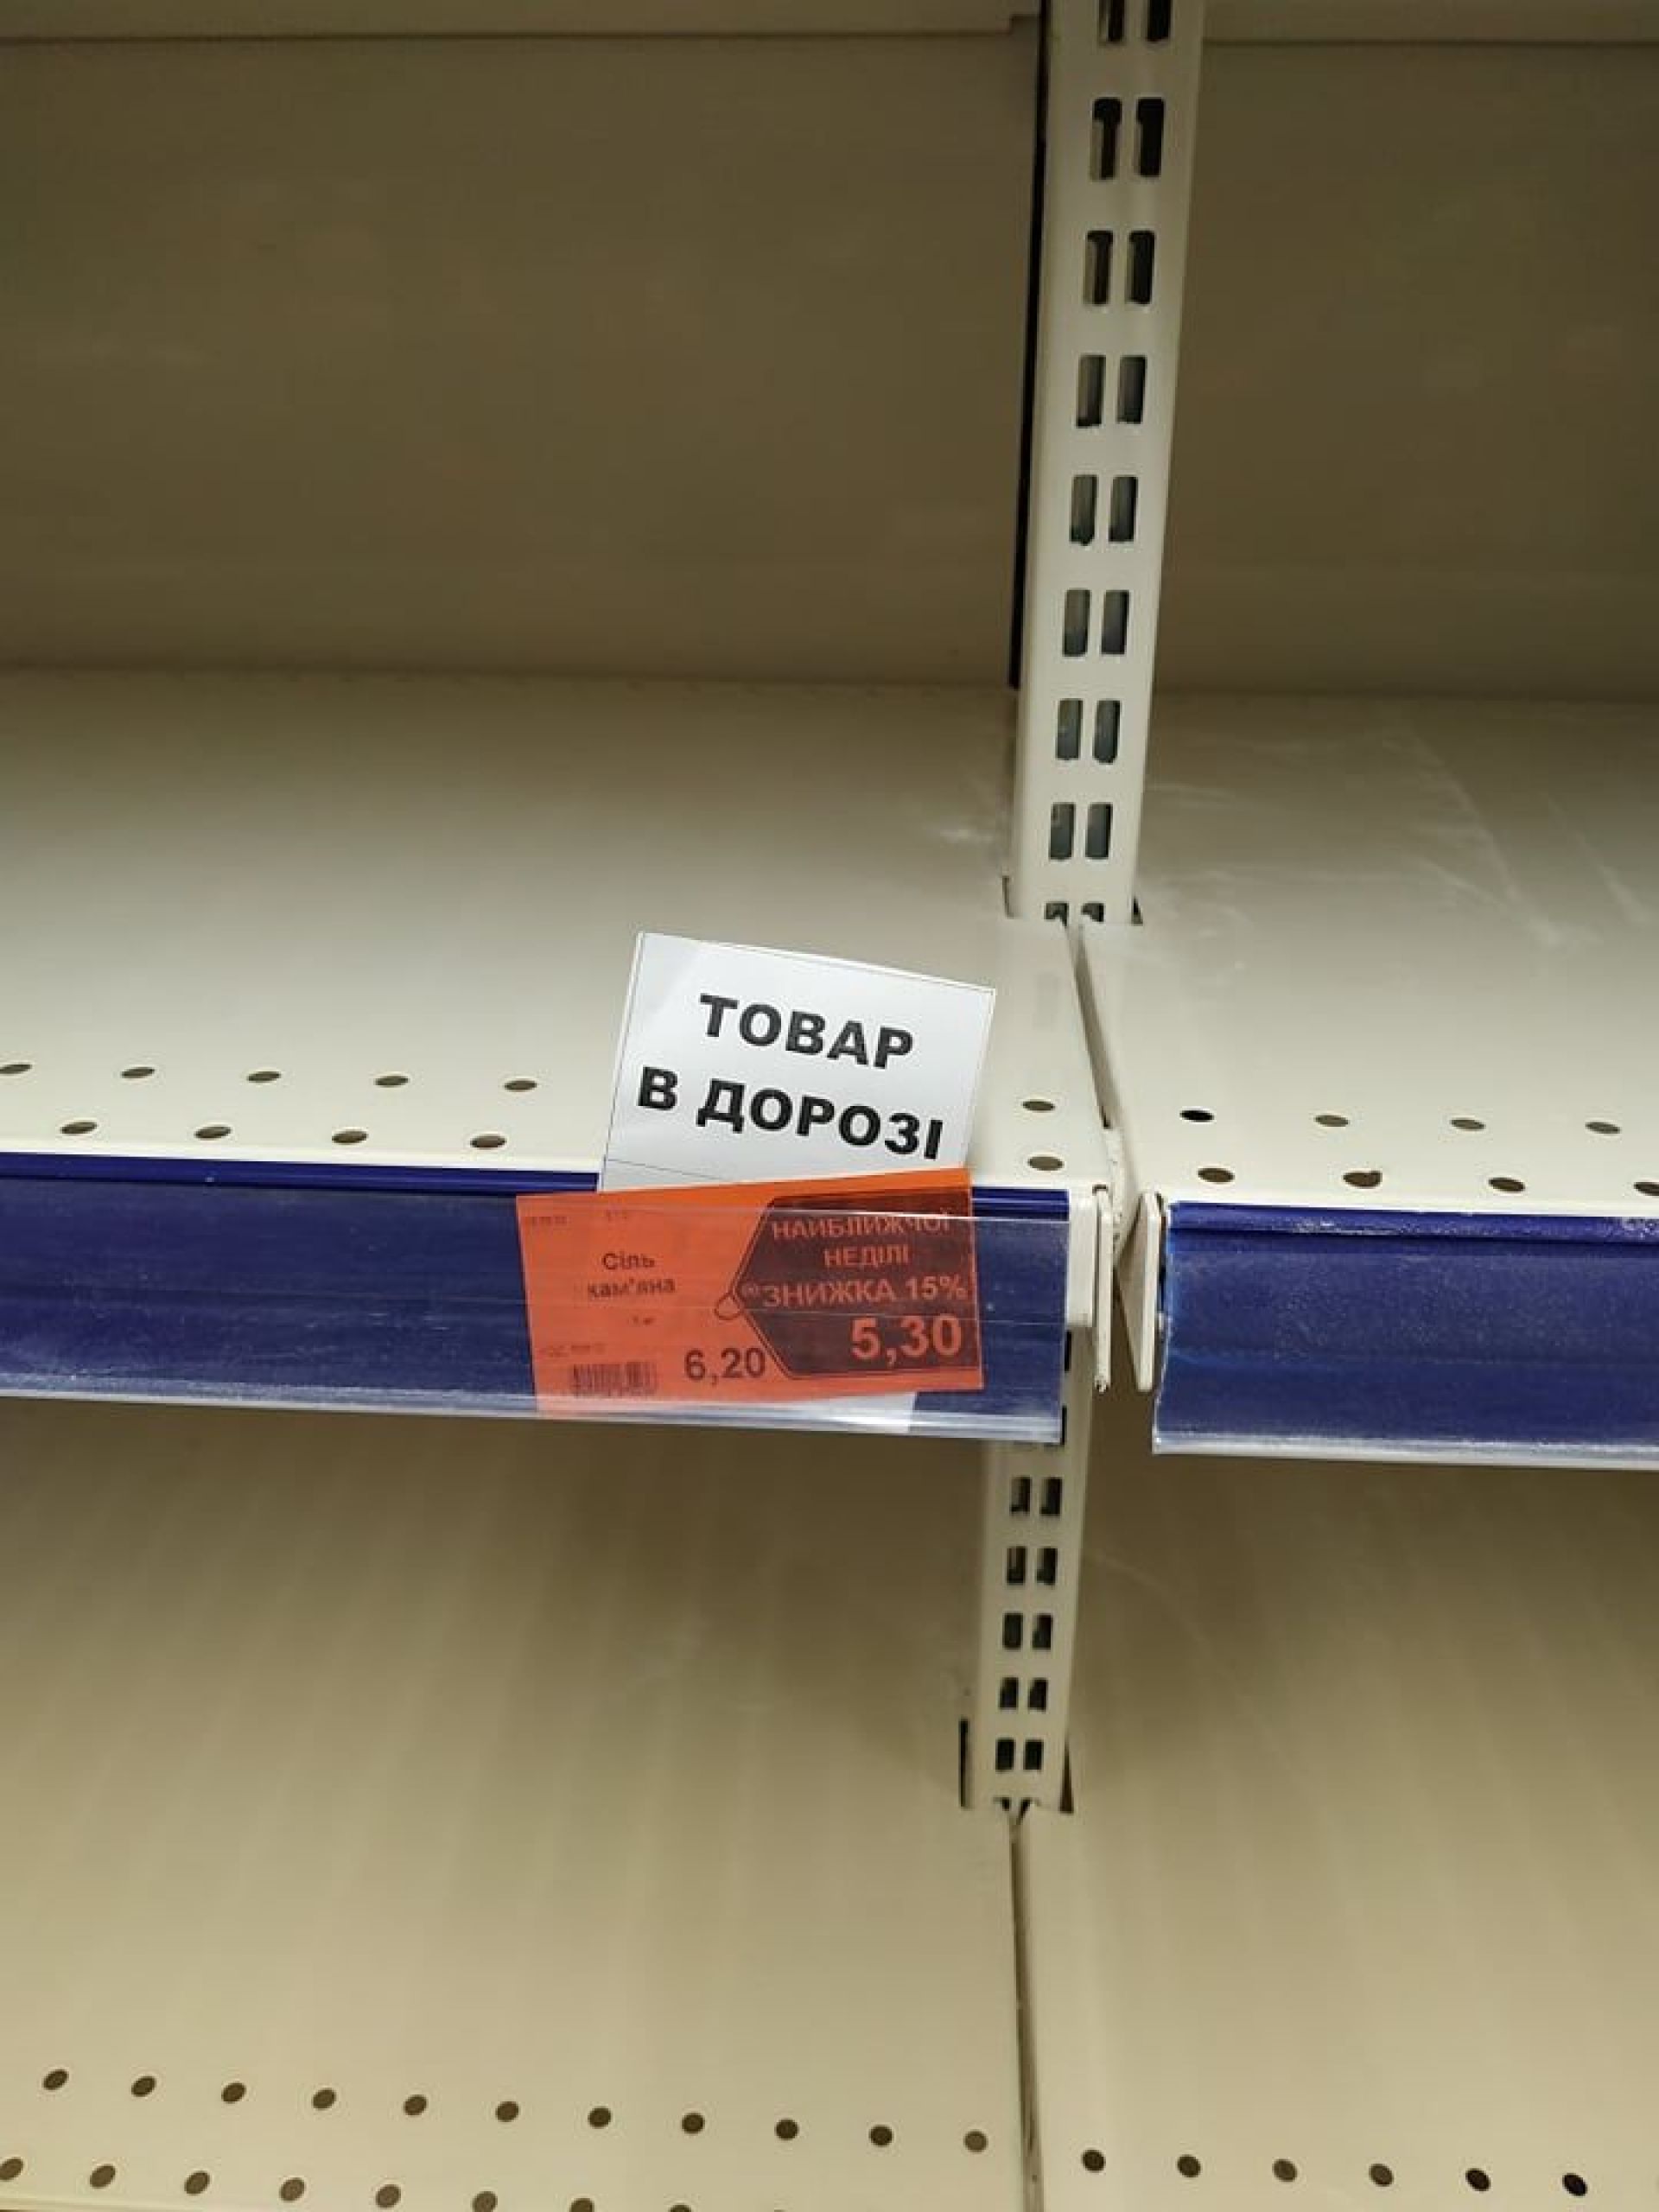 ТОВАР
В ДОРОЗІ
НАЙБЛИЖЧОЇ
НЕДІЛІ
ЗНИЖКА 15%
5,30
Сіль
кам'яна
6,20